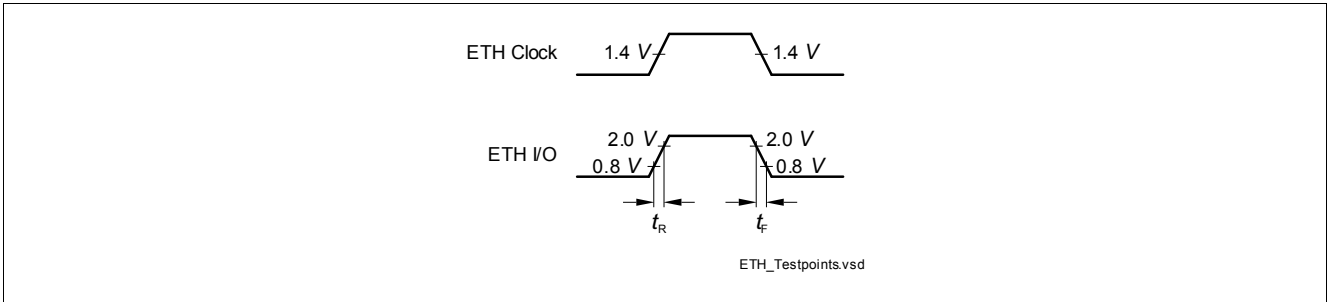 ETH Clock 1.4 V 1.4 V
2.0 V 2.0 V
ETH I/O
0.8 V 0.8 V
tR tF
ETH_Testpoints.vsd